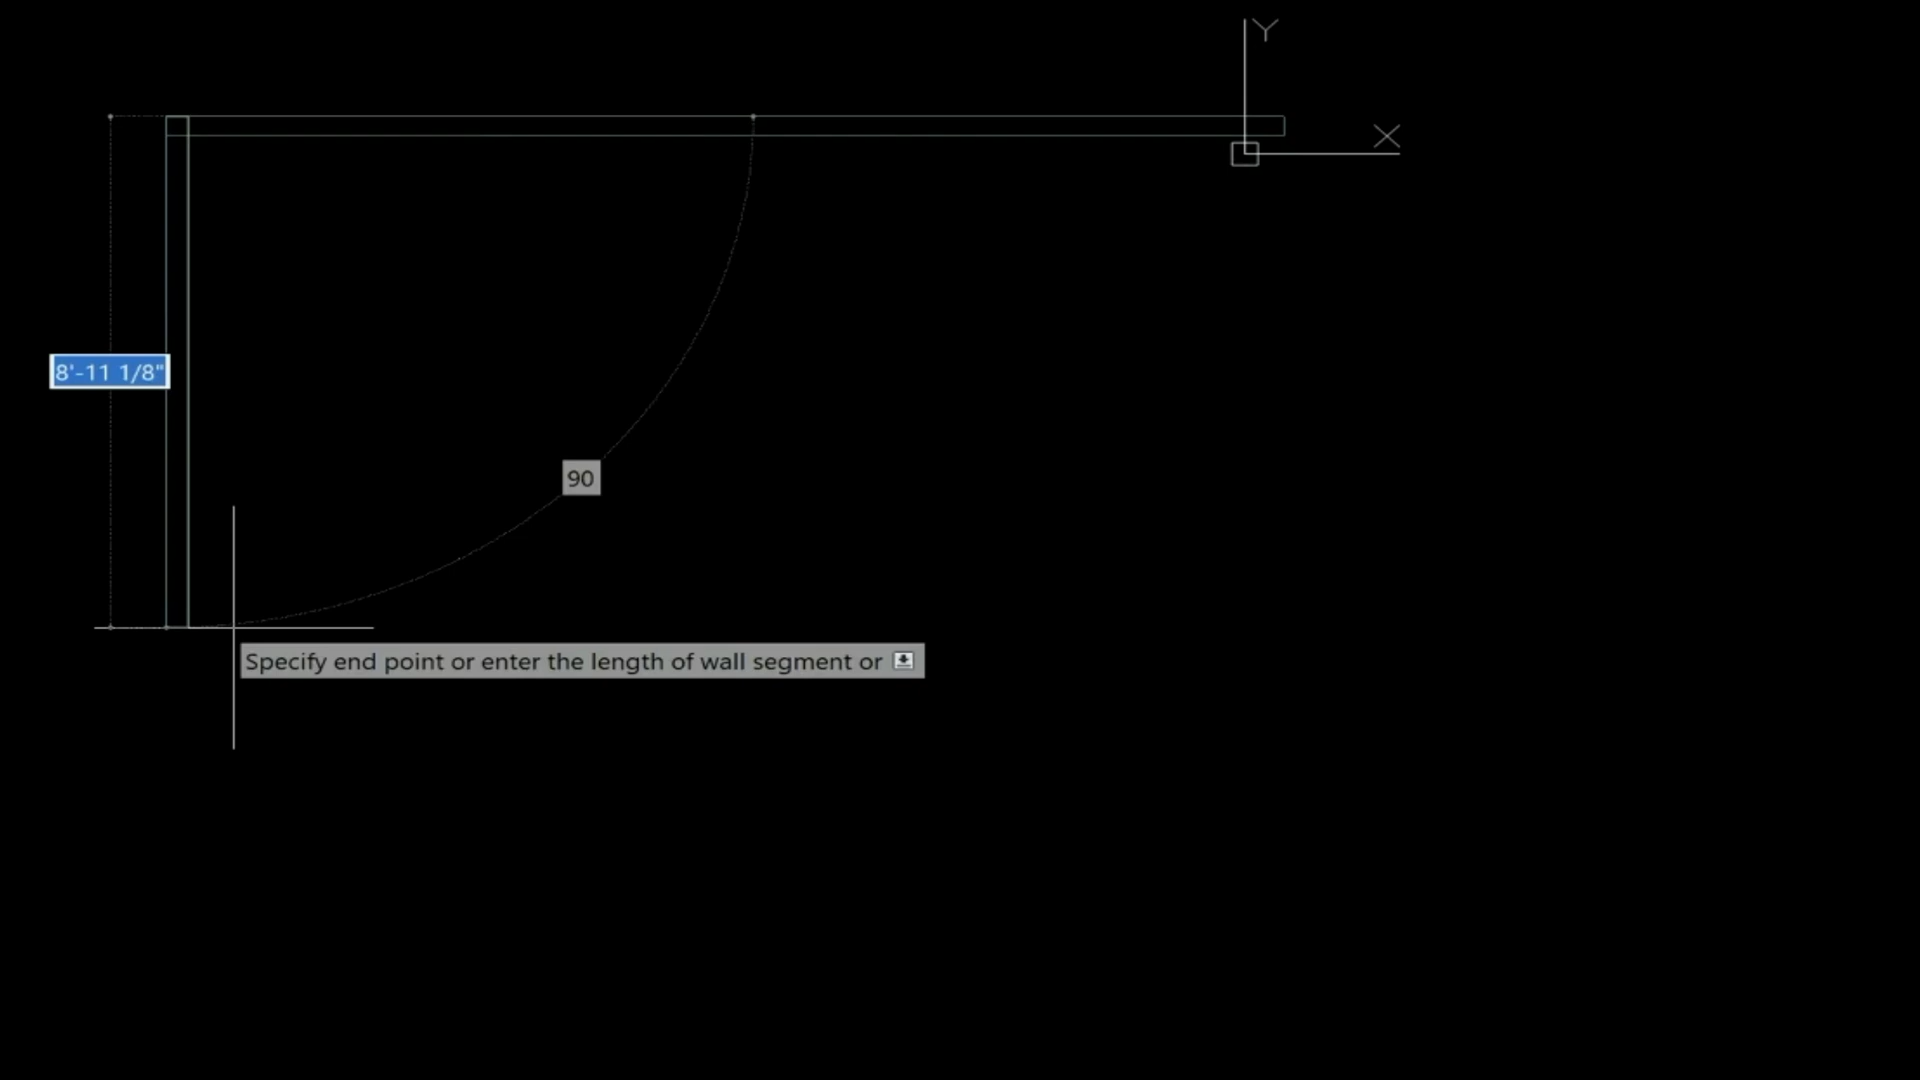 Y
X
8'-11 1/8"
90
Specify end point or enter the length of wall segment or